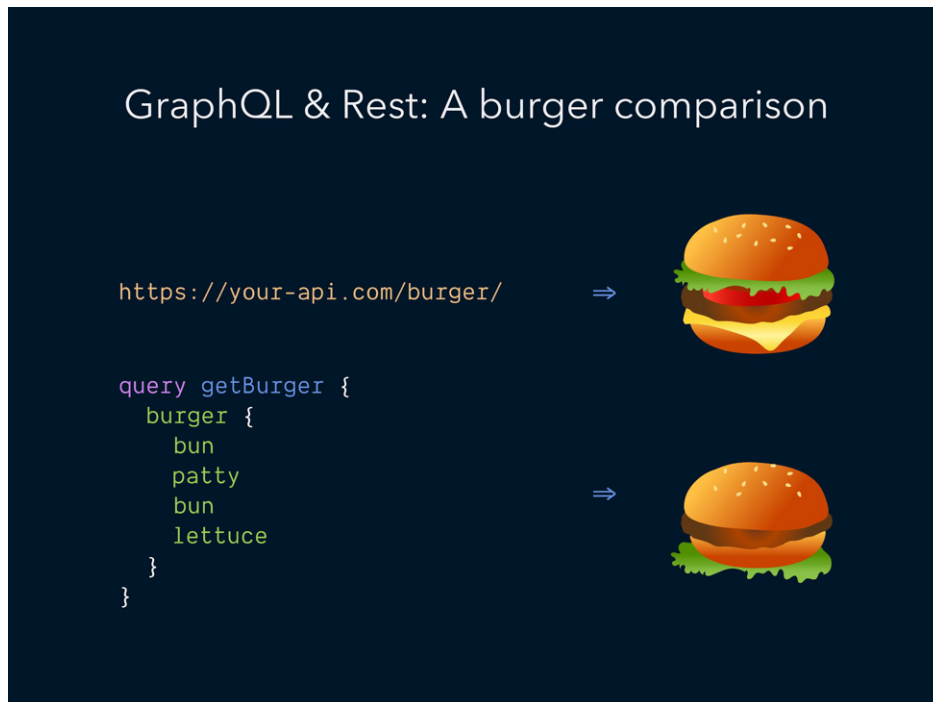 GraphQL & Rest: A burger comparison
https://your-api.com/burger/ ⇒
query getBurger {
  burger {
    bun
    patty
    bun ⇒
    lettuce
  }
}